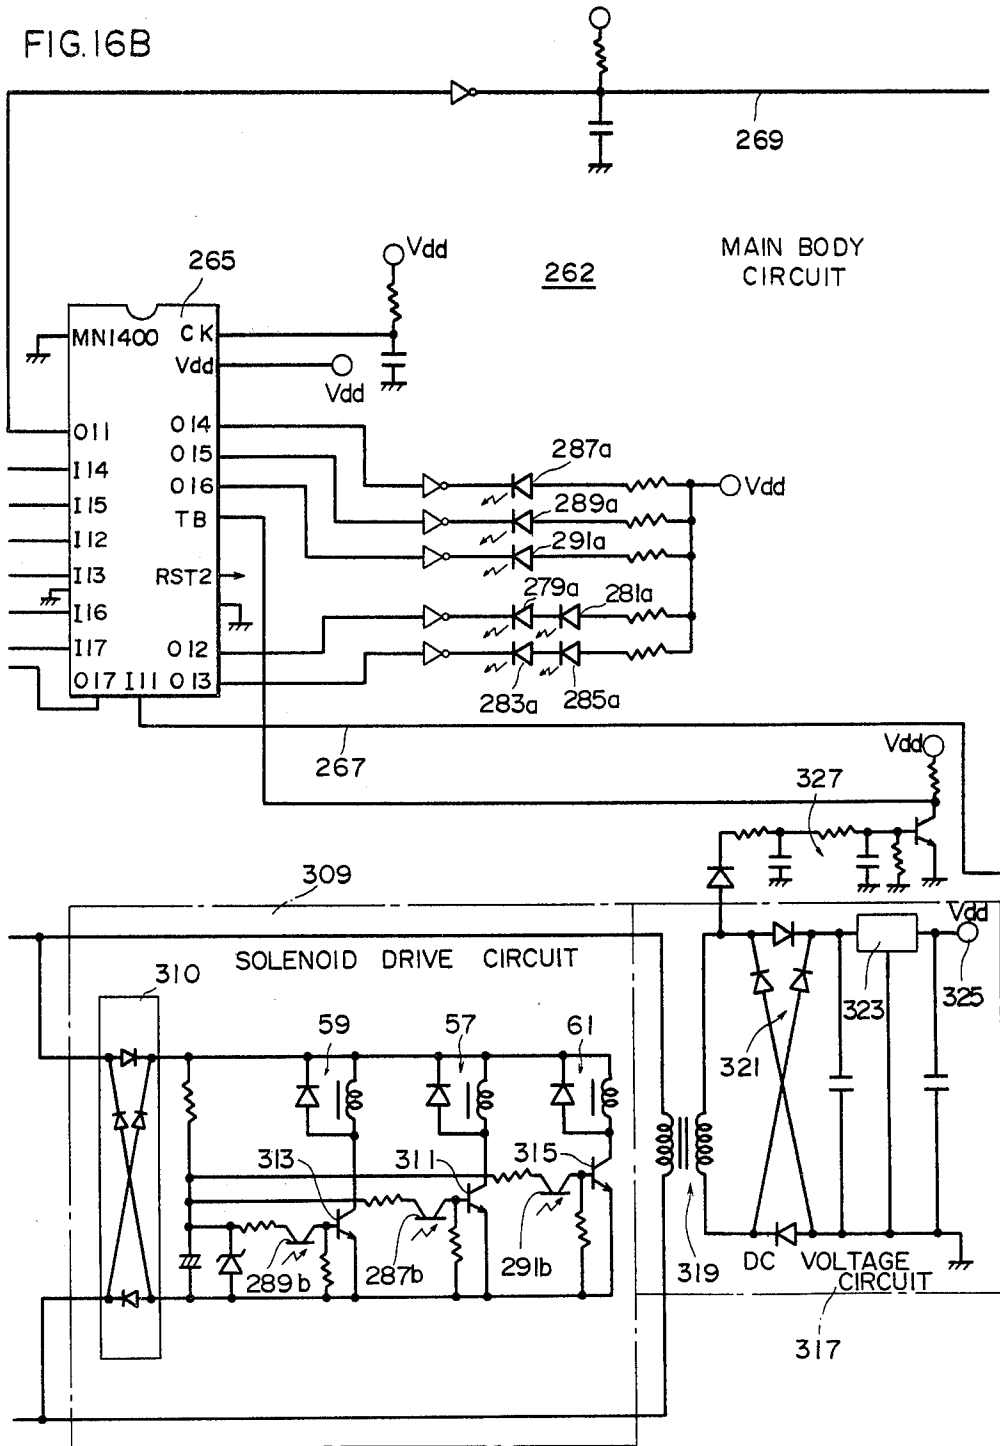 FIG.16B
269
MAIN BODY
CIRCUIT
262
265
Vdd
MN1400
CK
Vdd
Vdd
O11
O14
I14
O15
I15
O16
I12
TB
I13
RST2
I16
I17
O12
O17
I11
O13
287a
Vdd
289a
291a
279a
281a
283a
285a
267
Vdd
327
309
SOLENOID DRIVE CIRCUIT
310
59
57
61
313
311
315
289b
287b
291b
319
Vdd
323
325
321
DC VOLTAGE
CIRCUIT
317